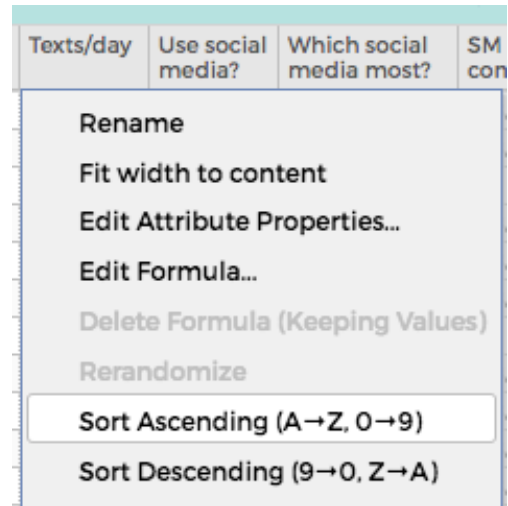 Texts/day Use social Which social SM
media? media most? con
Rename
Fit width to content
Edit Attribute Properties...
Edit Formula...
Delete Formula (Keeping Values)
Rerandomize
Sort Ascending (A→Z, 0→9)
Sort Descending (9→0, Z→A)